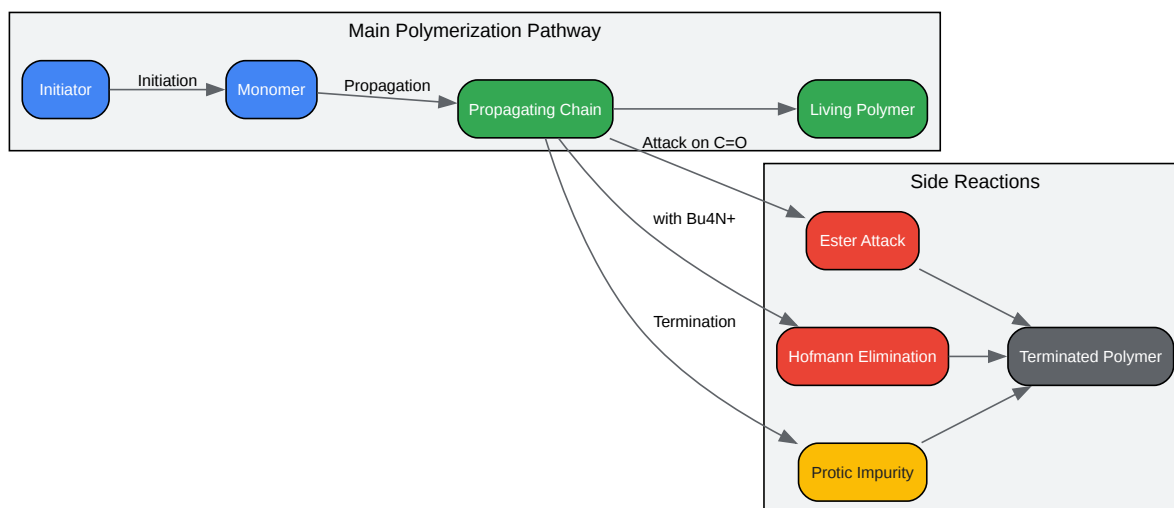 Main Polymerization Pathway
Initiator
Initiation
Monomer
Propagation
Propagating Chain
Living Polymer
Attack on C=O
Side Reactions
with Bu4N+
Ester Attack
Termination
Hofmann Elimination
Terminated Polymer
Protic Impurity